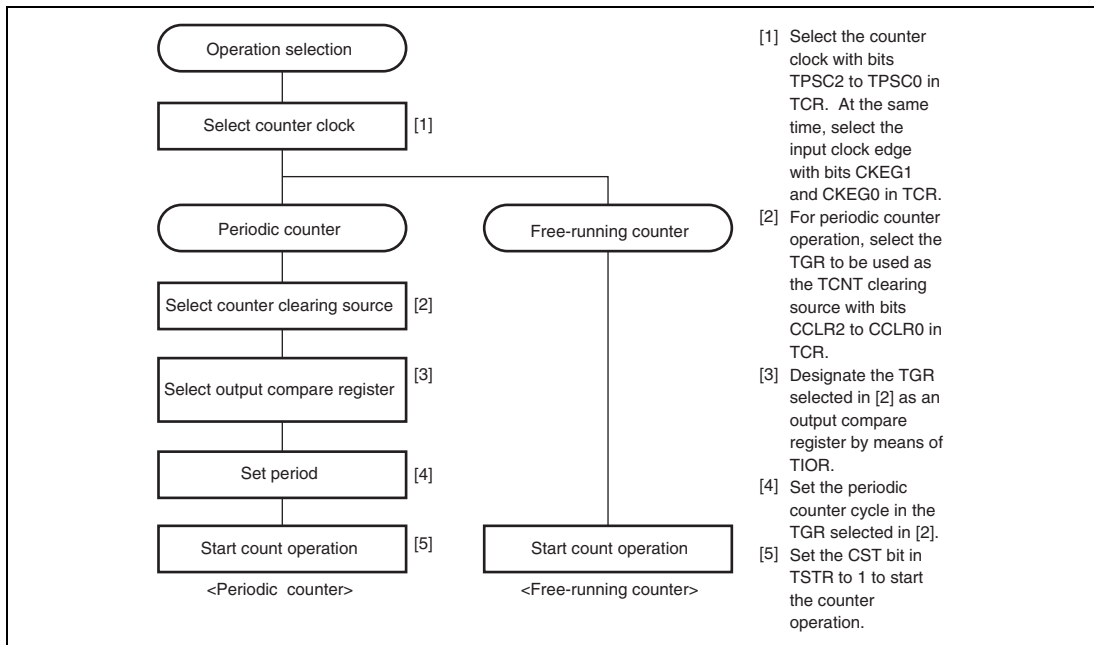 Operation selection
Select counter clock
[1]
Periodic counter
Free-running counter
Select counter clearing source
[2]
Select output compare register
[3]
Set period
[4]
Start count operation
[5]
Start count operation
<Periodic counter>
<Free-running counter>
[1] Select the counter
clock with bits
TPSC2 to TPSC0 in
TCR. At the same
time, select the
input clock edge
with bits CKEG1
and CKEG0 in TCR.
[2] For periodic counter
operation, select the
TGR to be used as
the TCNT clearing
source with bits
CCLR2 to CCLR0 in
TCR.
[3] Designate the TGR
selected in [2] as an
output compare
register by means of
TIOR.
[4] Set the periodic
counter cycle in the
TGR selected in [2].
[5] Set the CST bit in
TSTR to 1 to start
the counter
operation.